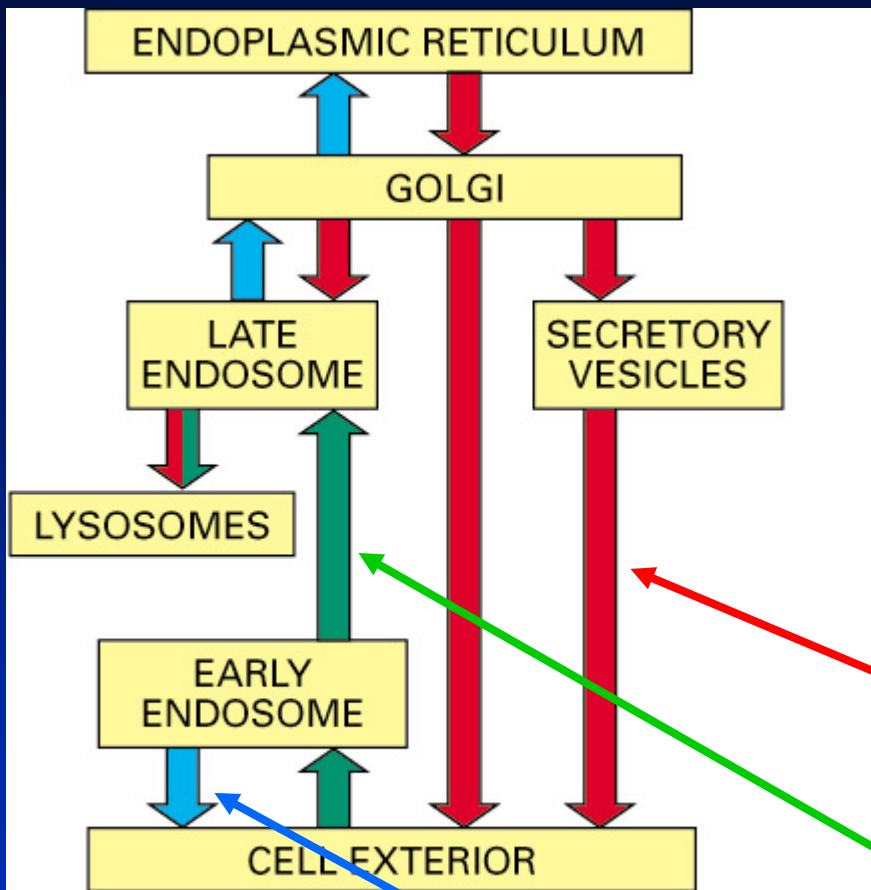 ENDOPLASMIC RETICULUM
GOLGI
LATE
ENDOSOME
SECRETORY
VESICLES
LYSOSOMES
EARLY
ENDOSOME
CELL EXTERIOR